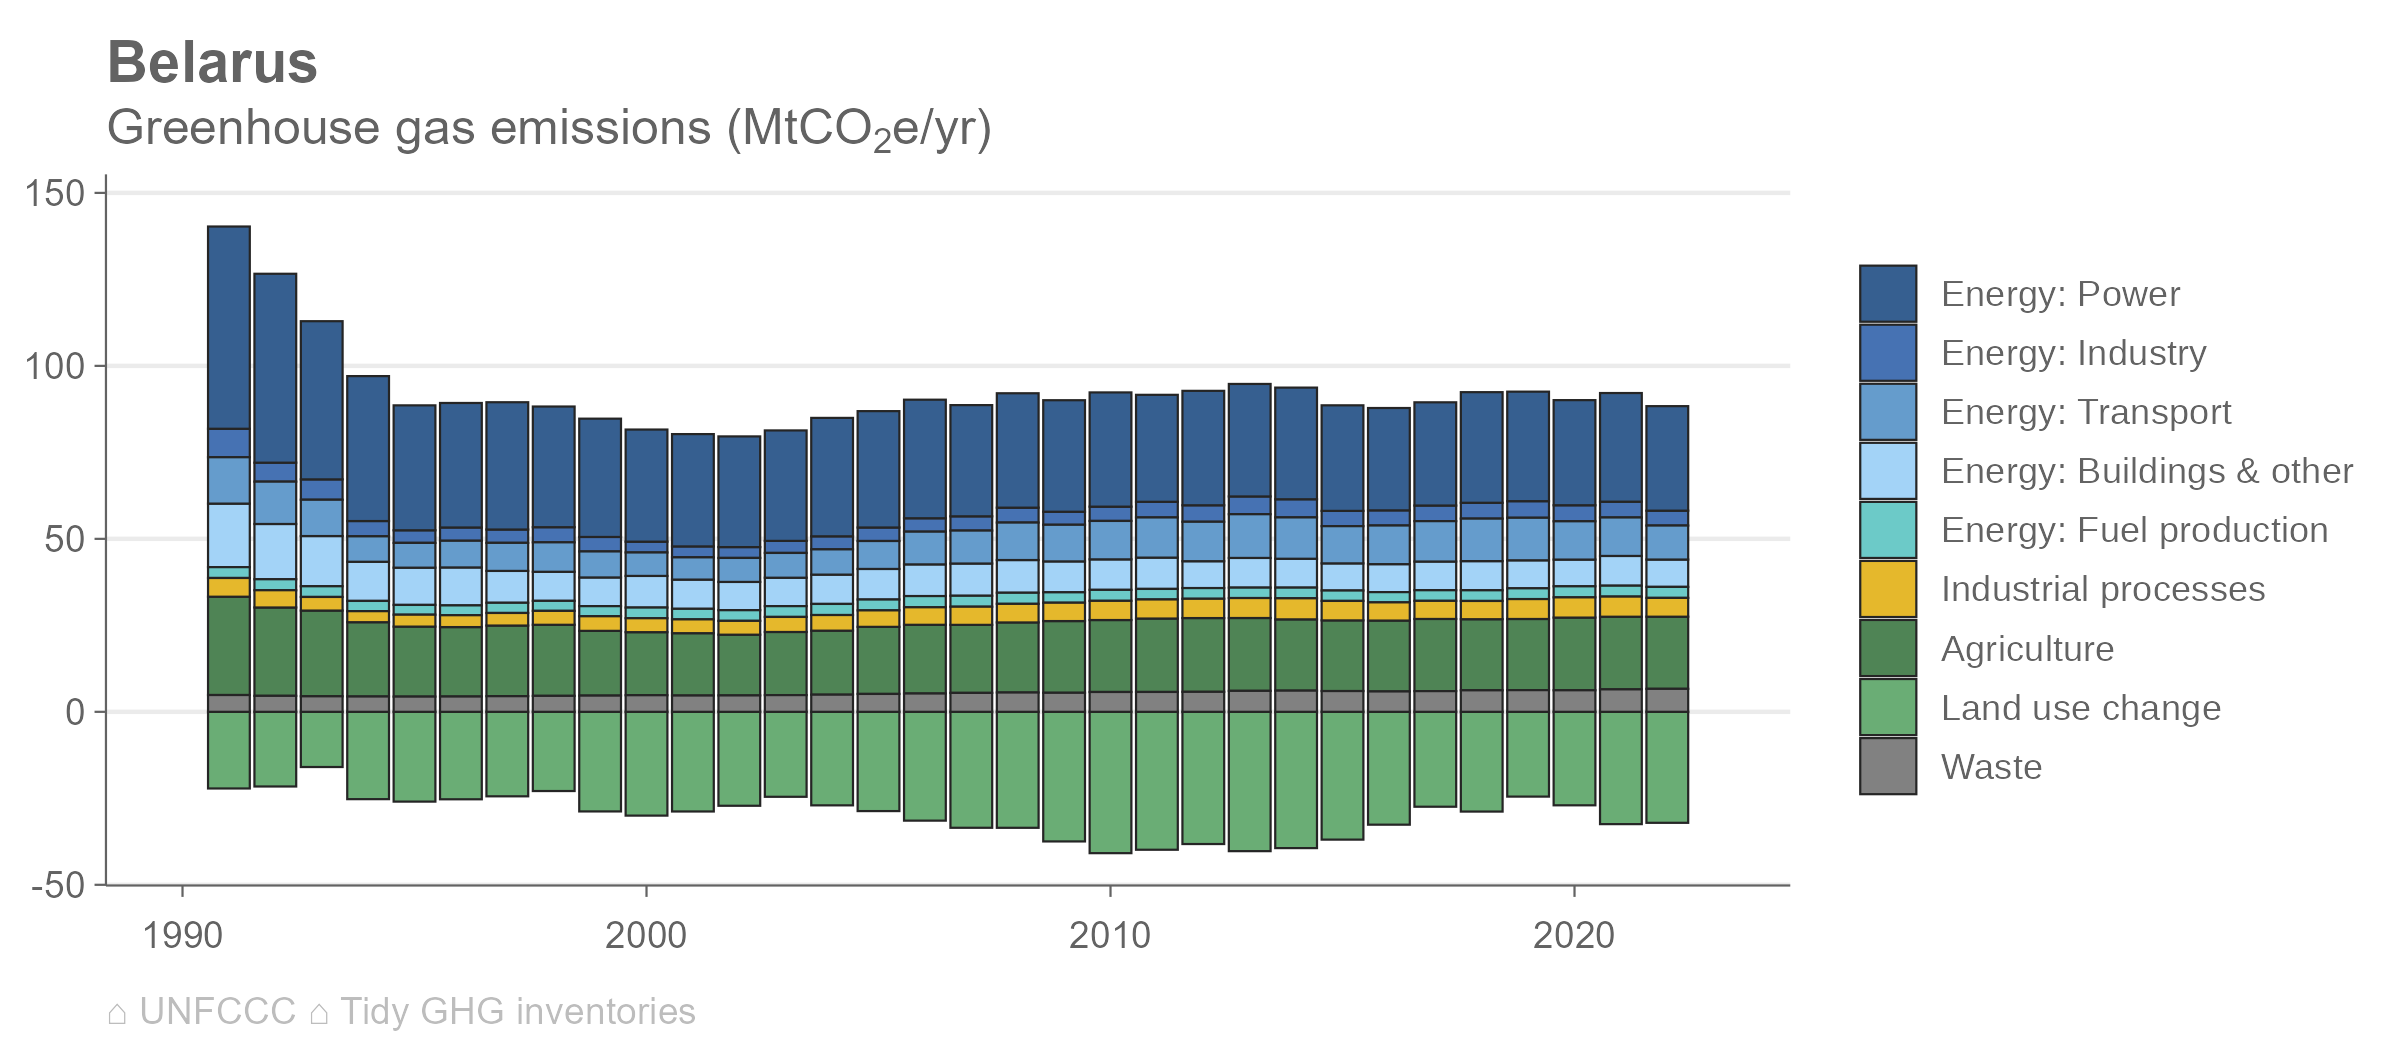 Belarus
Greenhouse gas emissions (MtCO₂e/yr)
150
100
50
0
-50
1990 2000 2010 2020
Energy: Power
Energy: Industry
Energy: Transport
Energy: Buildings & other
Energy: Fuel production
Industrial processes
Agriculture
Land use change
Waste
⌂ UNFCCC ⌂ Tidy GHG inventories